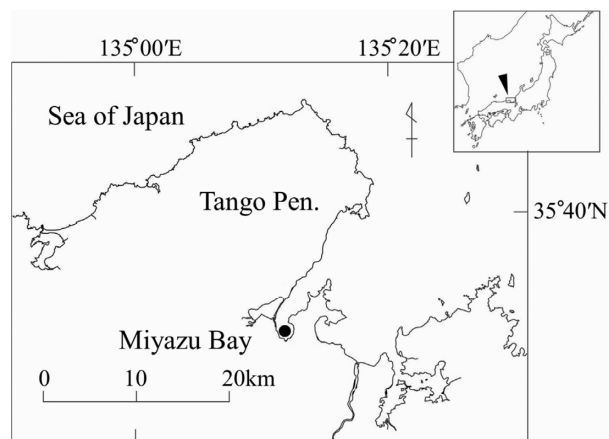 135°00′E
135°20′E
Sea of Japan
Tango Pen.
35°40′N
Miyazu Bay
0 10 20km